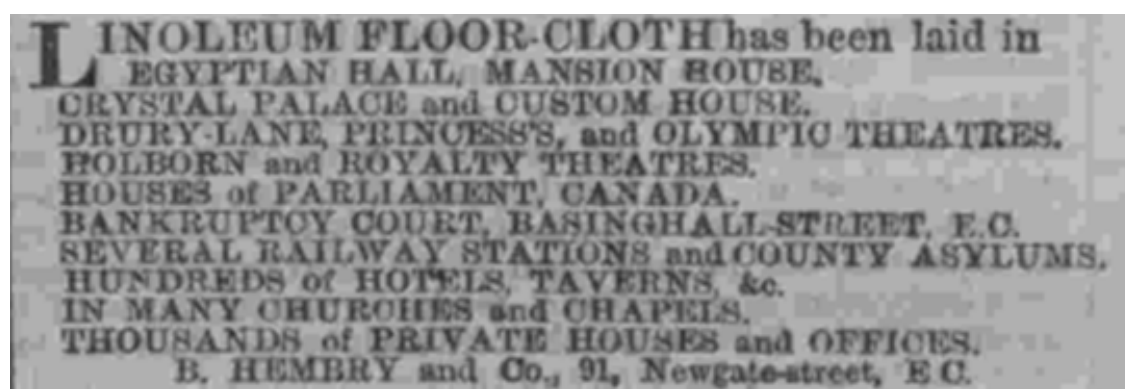 LINOLEUM FLOOR-CLOTH has been laid in
EGYPTIAN HALL, MANSION HOUSE,
CRYSTAL PALACE and CUSTOM HOUSE.
DRURY-LANE, PRINCESS'S, and OLYMPIC THEATRES.
HOLBORN and ROYALTY THEATRES.
HOUSES of PARLIAMENT, CANADA.
BANKRUPTCY COURT, BASINGHALL-STREET, E.C.
SEVERAL RAILWAY STATIONS and COUNTY ASYLUMS.
HUNDREDS of HOTELS, TAVERNS, &c.
IN MANY CHURCHES and CHAPELS.
THOUSANDS of PRIVATE HOUSES and OFFICES.
B. HEMBRY and Co., 91, Newgate-street, E C.